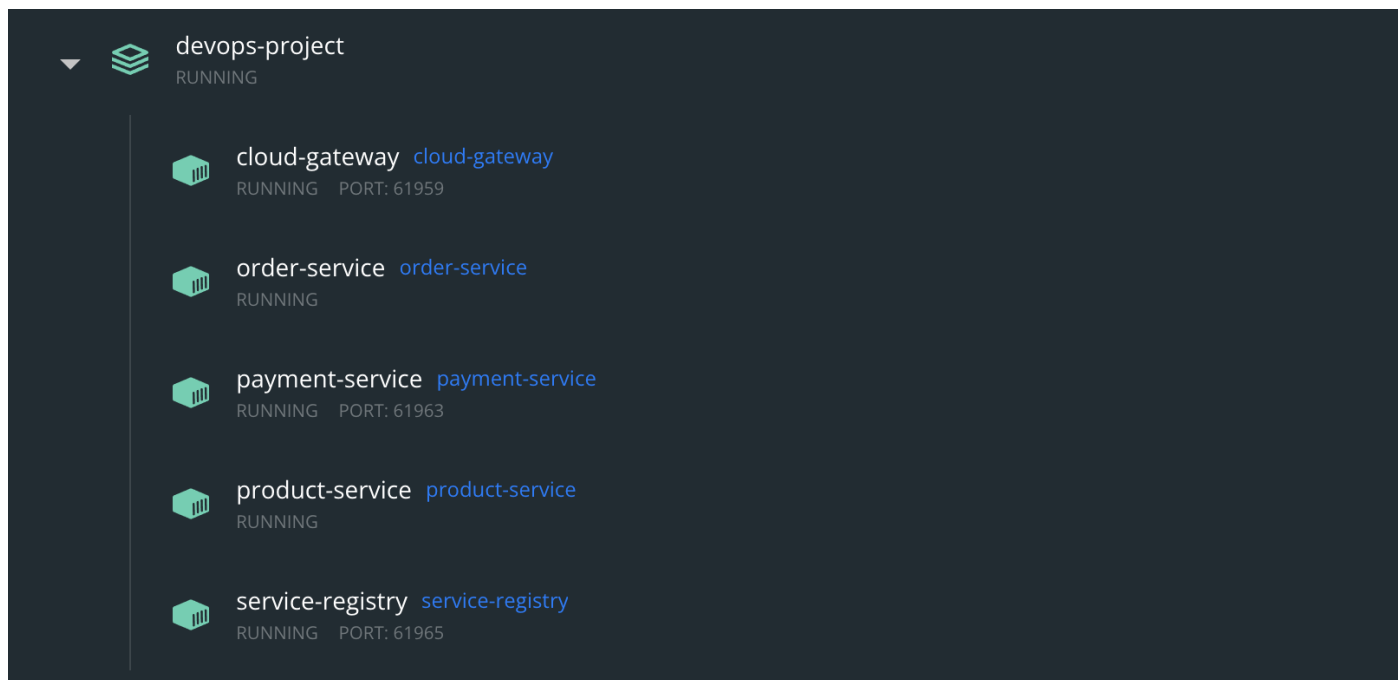 devops-project
RUNNING
cloud-gateway cloud-gateway
RUNNING PORT: 61959
order-service order-service
RUNNING
payment-service payment-service
RUNNING PORT: 61963
product-service product-service
RUNNING
service-registry service-registry
RUNNING PORT: 61965